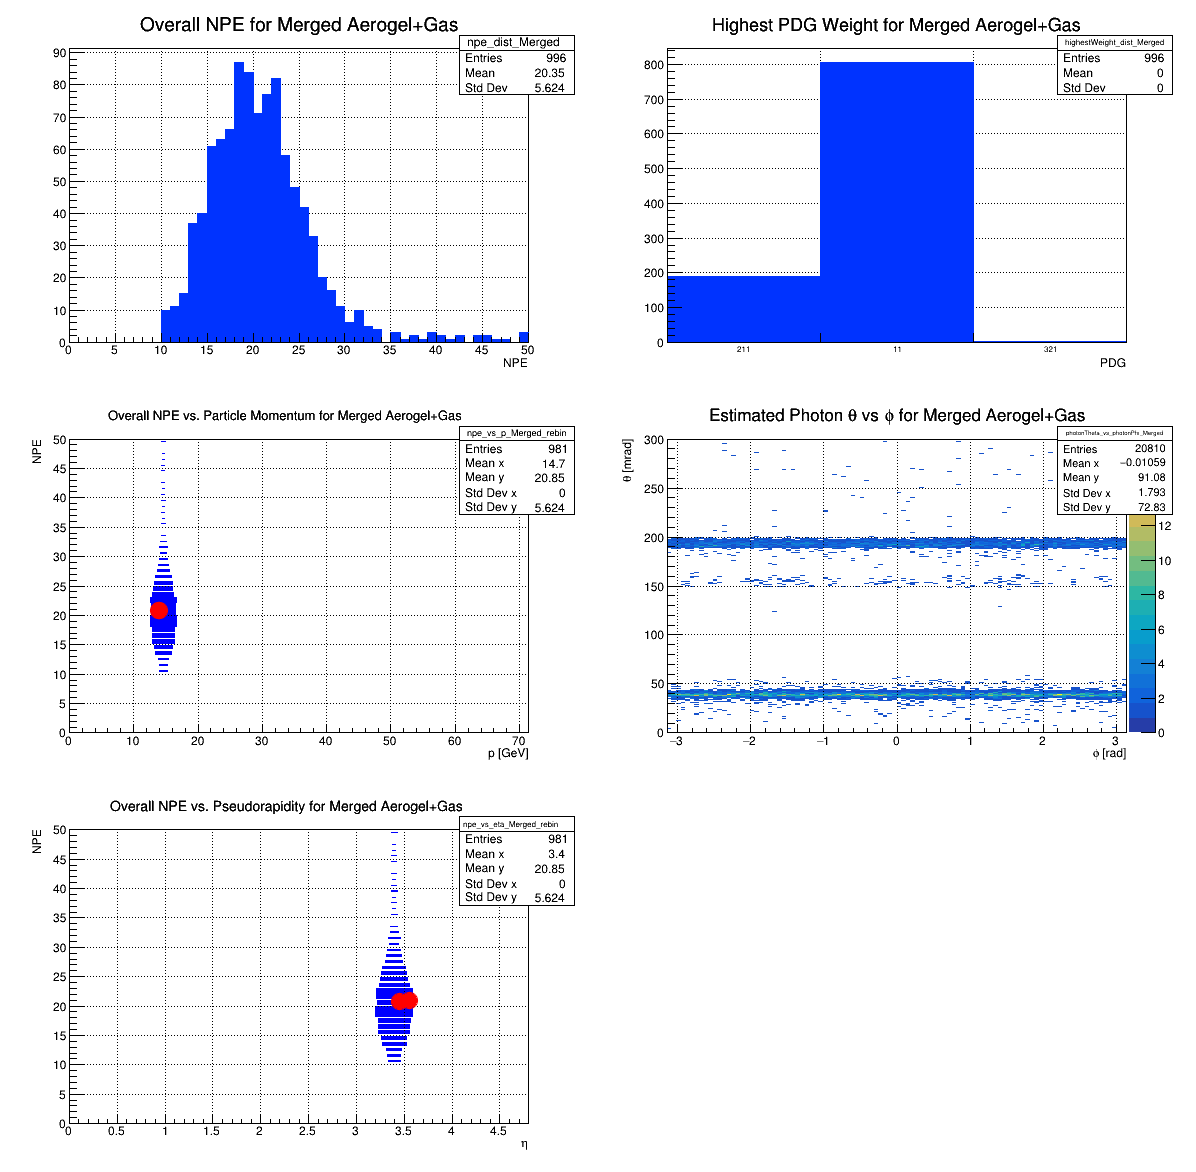 Overall NPE for Merged Aerogel+Gas
npe_dist_Merged
Entries 996
Mean 20.35
Std Dev 5.624
90
80
70
60
50
40
30
20
10
0
0 5 10 15 20 25 30 35 40 45 50
NPE
Highest PDG Weight for Merged Aerogel+Gas
highestWeight_dist_Merged
Entries 996
Mean 0
Std Dev 0
800
700
600
500
400
300
200
100
0
211 11 321
PDG
Overall NPE vs. Particle Momentum for Merged Aerogel+Gas
npe_vs_p_Merged_rebin
Entries 981
Mean x 14.7
Mean y 20.85
Std Dev x 0
Std Dev y 5.624
NPE
50
45
40
35
30
25
20
15
10
5
0
0 10 20 30 40 50 60 70
p [GeV]
Estimated Photon θ vs ϕ for Merged Aerogel+Gas
photonTheta_vs_photonPhi_Merged
Entries 20810
Mean x −0.01059
Mean y 91.08
Std Dev x 1.793
Std Dev y 72.83
θ [mrad]
300
250
200
150
100
50
0
−3 −2 −1 0 1 2 3
ϕ [rad]
12
10
8
6
4
2
0
Overall NPE vs. Pseudorapidity for Merged Aerogel+Gas
npe_vs_eta_Merged_rebin
Entries 981
Mean x 3.4
Mean y 20.85
Std Dev x 0
Std Dev y 5.624
NPE
50
45
40
35
30
25
20
15
10
5
0
0 0.5 1 1.5 2 2.5 3 3.5 4 4.5
η